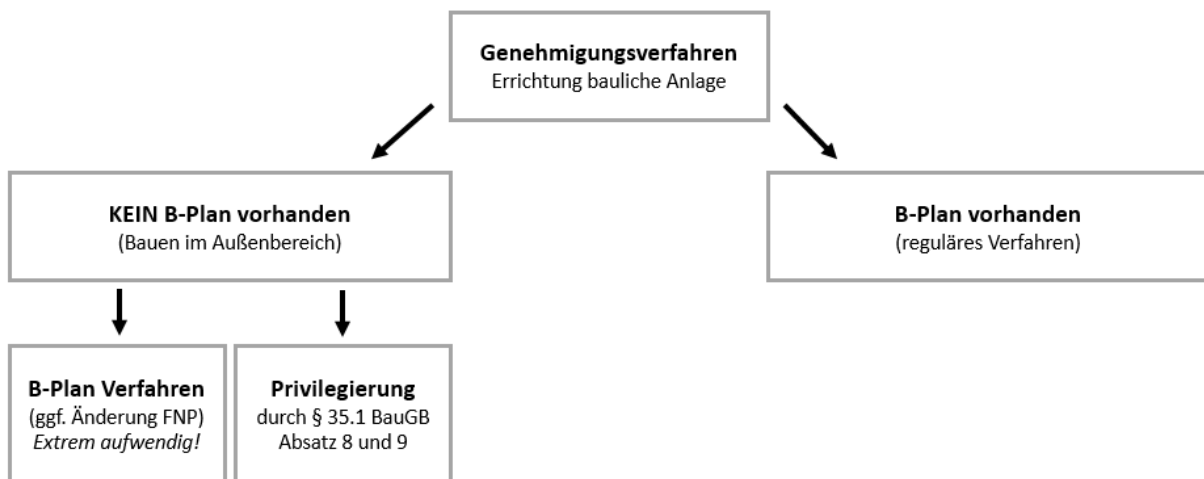 Genehmigungsverfahren
Errichtung bauliche Anlage
KEIN B-Plan vorhanden
(Bauen im Außenbereich)
B-Plan vorhanden
(reguläres Verfahren)
B-Plan Verfahren
(ggf. Änderung FNP)
Extrem aufwendig!
Privilegierung
durch § 35.1 BauGB
Absatz 8 und 9